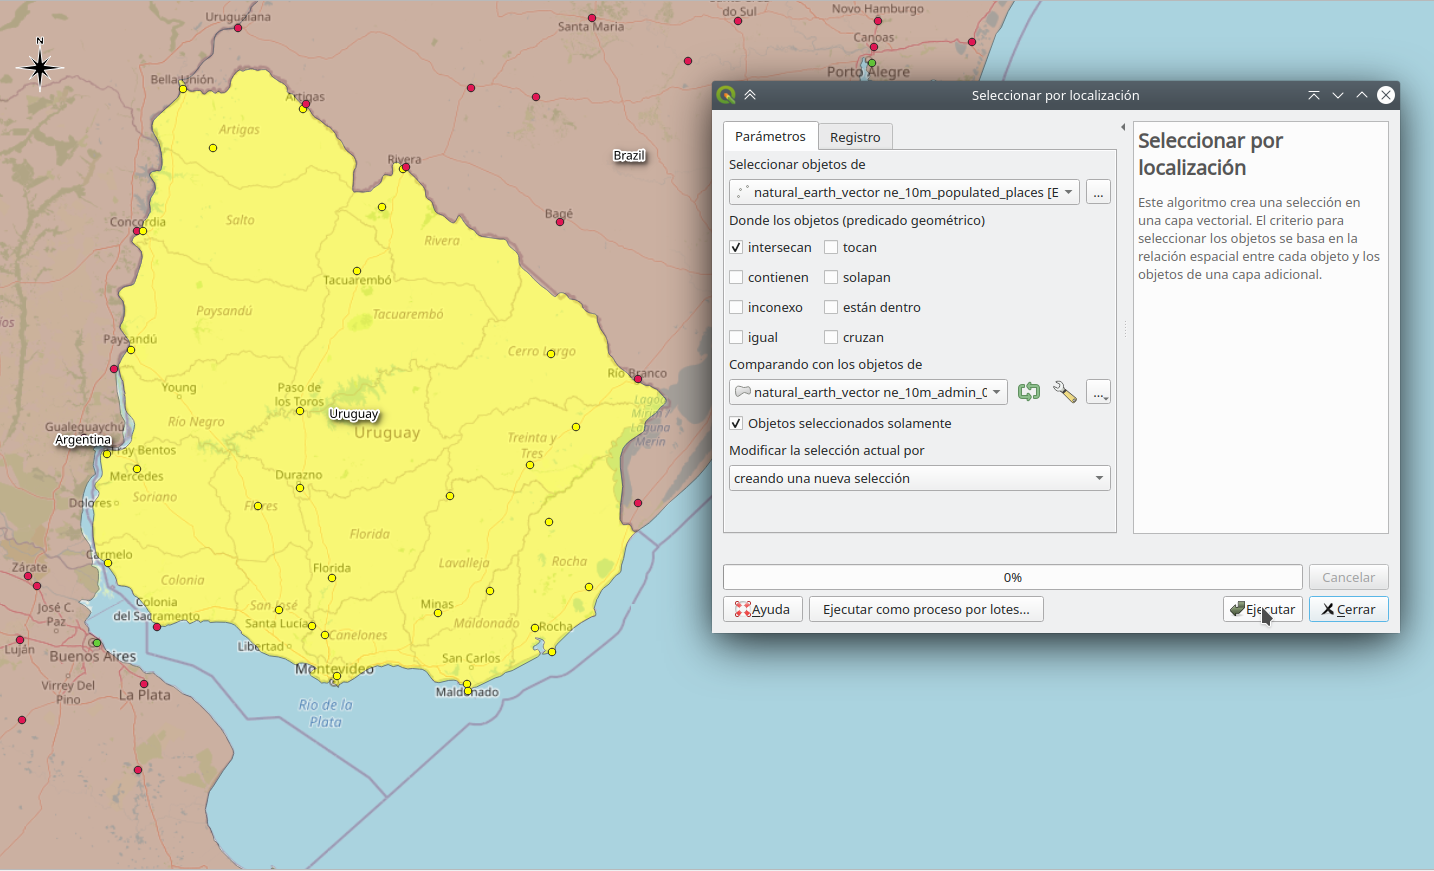 Uruguaiana
Santa Maria
do Sul
Novo Hamburgo
Canoas
Porto Alegre
N
Bella Unión
Artigas
Artigas
Rivera
Brazil
Bagé
Concordia
Salto
Rivera
Tacuarembó
Paysandú
Tacuarembó
Paysandú
Cerro Largo
Río Branco
Young
Paso de
los Toros
Río Negro
Uruguay
Uruguay
Laguna
Merin
Gualeguaychú
Argentina
Fray Bentos
Treinta y
Tres
Mercedes
Durazno
Soriano
Dolores
Flores
Florida
Carmelo
Lavalleja
Rocha
Zárate
Colonia
Florida
José C.
Paz
Colonia
del Sacramento
San José
Minas
Santa Lucía
Maldonado
Rocha
Canelones
Luján
Libertad
Buenos Aires
Montevideo
San Carlos
Virrey Del
Pino
La Plata
Maldonado
Río de la
Plata
Seleccionar por localización
Parámetros
Registro
Seleccionar objetos de
natural_earth_vector ne_10m_populated_places [E
...
Donde los objetos (predicado geométrico)
intersecan
tocan
contienen
solapan
inconexo
están dentro
igual
cruzan
Comparando con los objetos de
natural_earth_vector ne_10m_admin_0
...
Objetos seleccionados solamente
Modificar la selección actual por
creando una nueva selección
Seleccionar por
localización
Este algoritmo crea una selección en
una capa vectorial. El criterio para
seleccionar los objetos se basa en la
relación espacial entre cada objeto y los
objetos de una capa adicional.
0%
Cancelar
Ayuda
Ejecutar como proceso por lotes...
Ejecutar
Cerrar